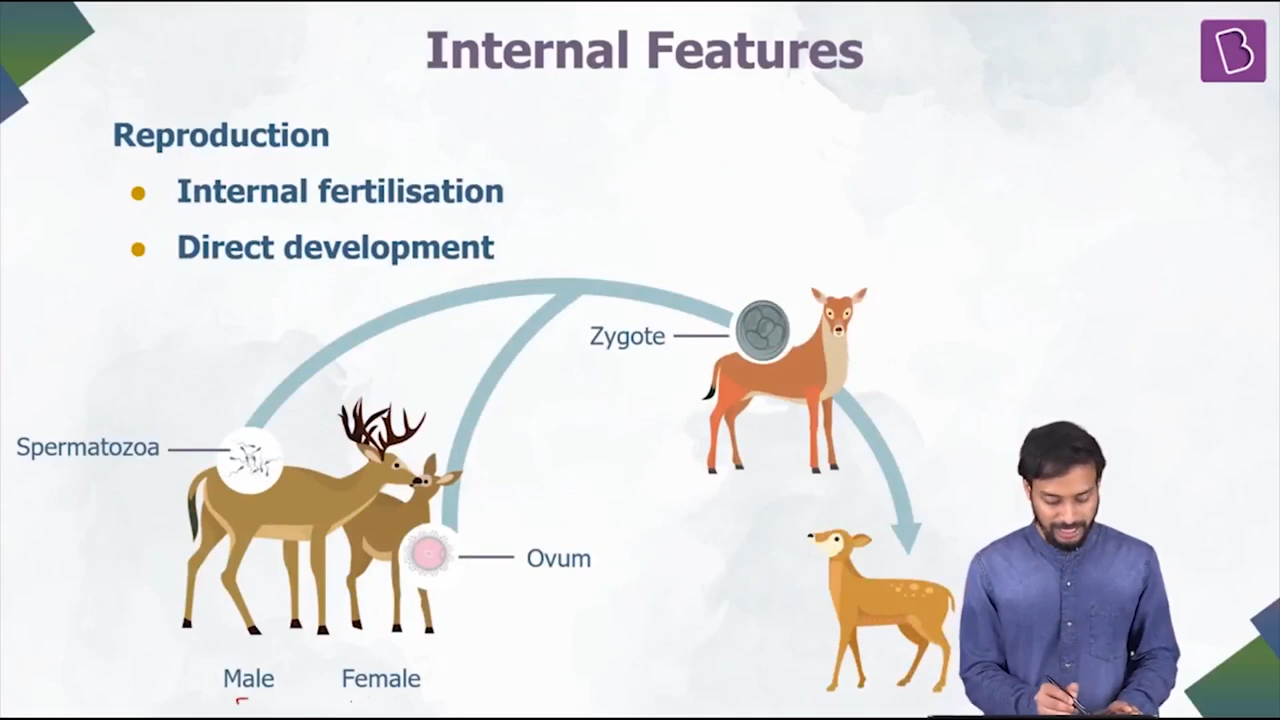 Internal Features
Reproduction
Internal fertilisation
Direct development
Zygote
Spermatozoa
Ovum
Male
Female